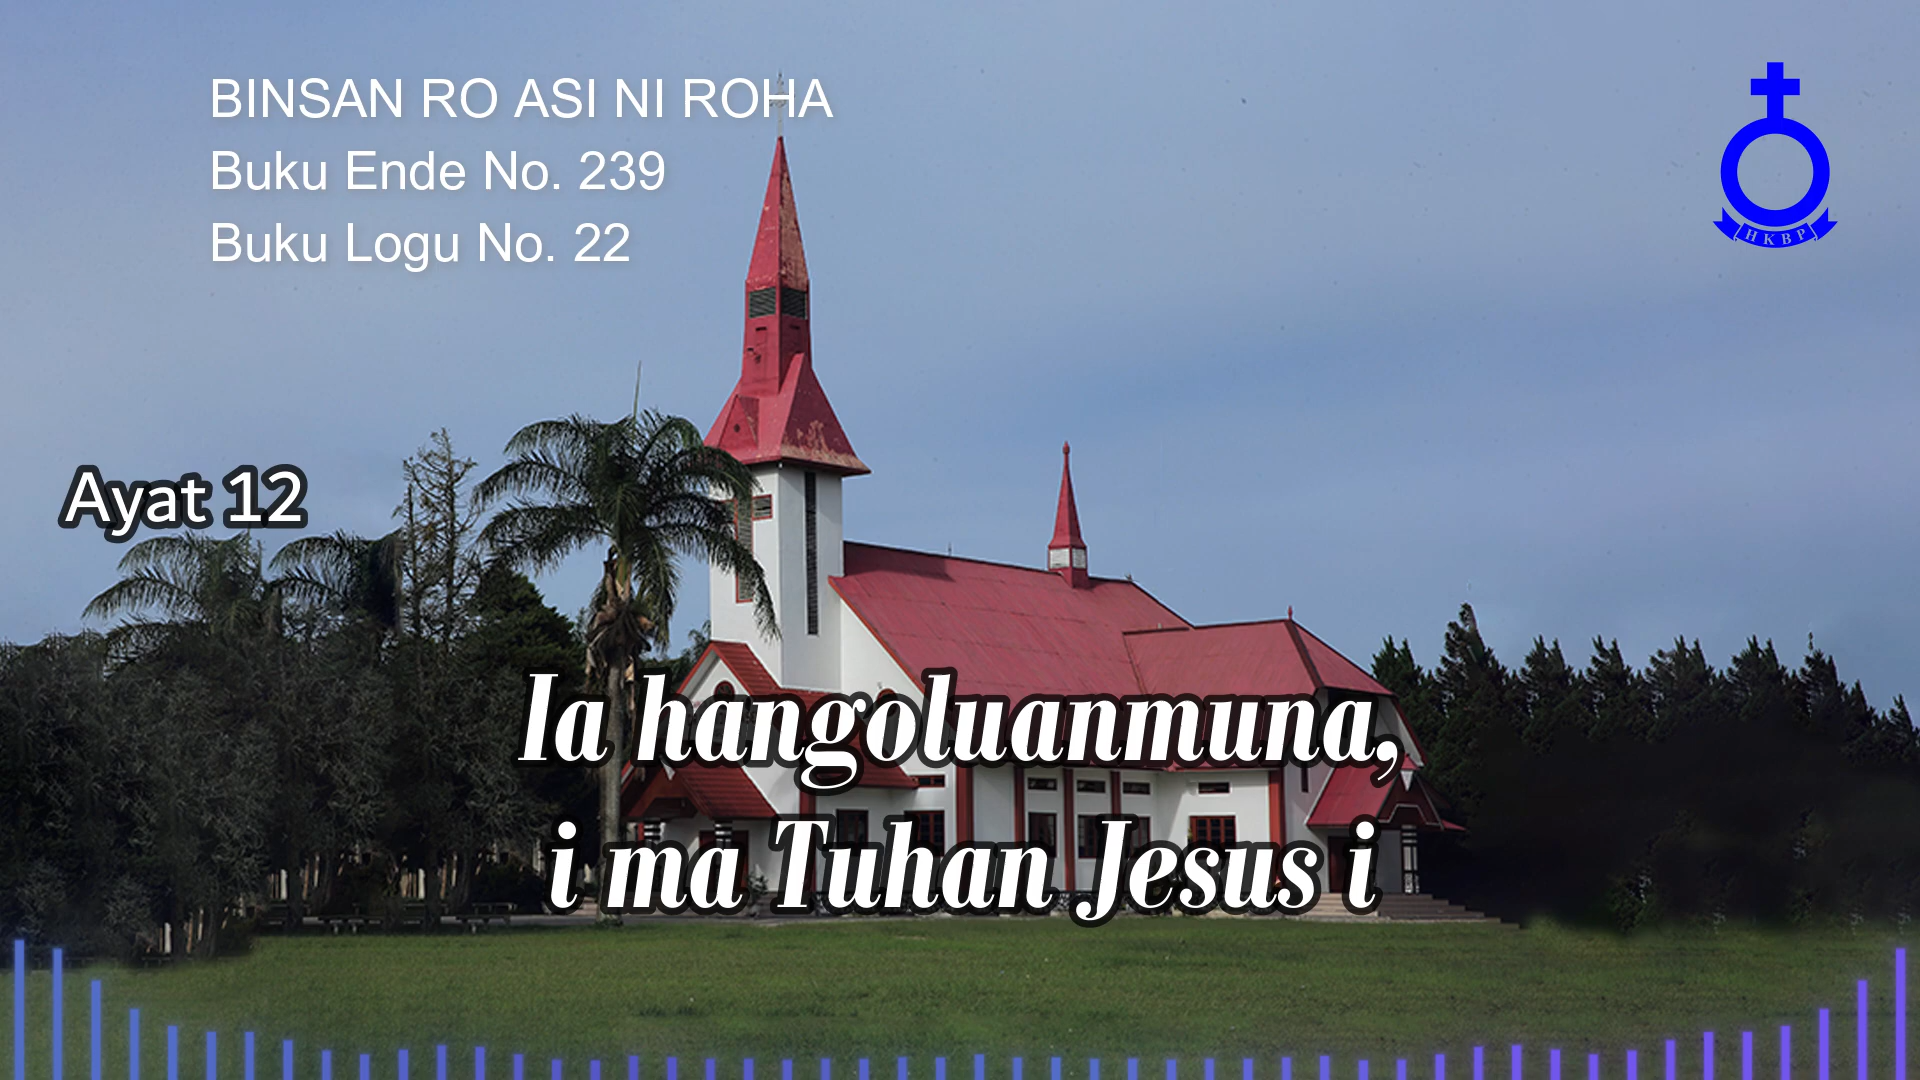 BINSAN RO ASI NI ROHA
Buku Ende No. 239
Buku Logu No. 22
HKBP
Ayat 12
Ia hangoluanmuna,
i ma Tuhan Jesus i